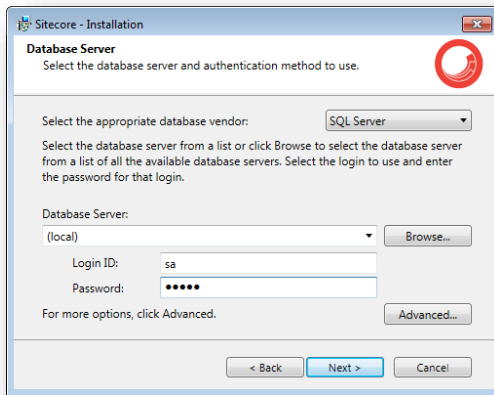 Sitecore - Installation
Database Server
Select the database server and authentication method to use.
Select the appropriate database vendor:
SQL Server
Select the database server from a list or click Browse to select the database server
from a list of all the available database servers. Select the login to use and enter
the password for that login.
Database Server:
(local)
Browse...
Login ID:
sa
Password:
•••••
For more options, click Advanced.
Advanced...
< Back
Next >
Cancel